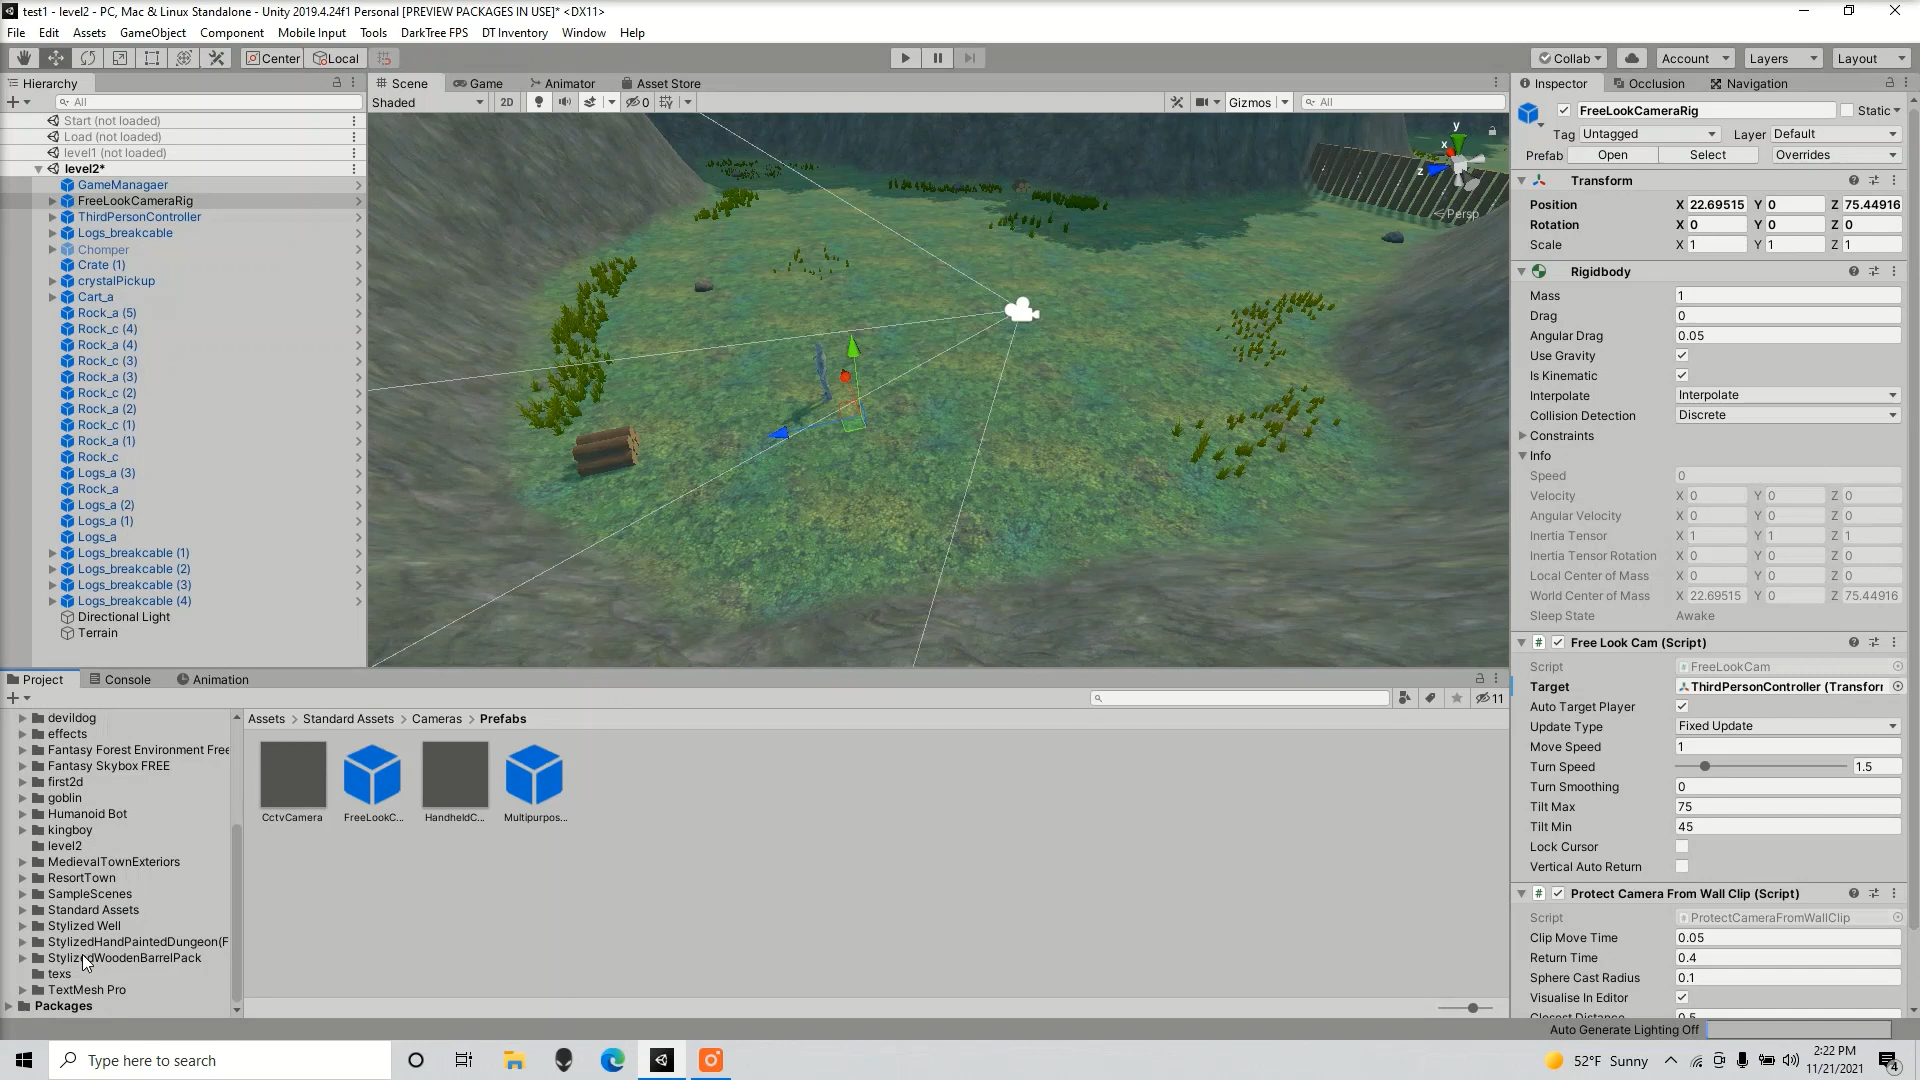 test1 - level2 - PC, Mac & Linux Standalone - Unity 2019.4.24f1 Personal [PREVIEW PACKAGES IN USE]* <DX11>
File Edit Assets GameObject Component Mobile Input Tools DarkTree FPS DT Inventory Window Help
Center Local Collab Account Layers Layout
Hierarchy
All
Start (not loaded)
Load (not loaded)
level1 (not loaded)
level2*
GameManagaer
FreeLookCameraRig
ThirdPersonController
Logs_breakcable
Chomper
Crate (1)
crystalPickup
Cart_a
Rock_a (5)
Rock_c (4)
Rock_a (4)
Rock_c (3)
Rock_a (3)
Rock_c (2)
Rock_a (2)
Rock_c (1)
Rock_a (1)
Rock_c
Logs_a (3)
Rock_a
Logs_a (2)
Logs_a (1)
Logs_a
Logs_breakcable (1)
Logs_breakcable (2)
Logs_breakcable (3)
Logs_breakcable (4)
Directional Light
Terrain
Scene Game Animator Asset Store
Shaded 2D 0 Gizmos All
y
x
z
Persp
Inspector Occlusion Navigation
FreeLookCameraRig Static
Tag Untagged Layer Default
Prefab Open Select Overrides
Transform
Position X 22.69515 Y 0 Z 75.44916
Rotation X 0 Y 0 Z 0
Scale X 1 Y 1 Z 1
Rigidbody
Mass 1
Drag 0
Angular Drag 0.05
Use Gravity
Is Kinematic
Interpolate Interpolate
Collision Detection Discrete
Constraints
Info
Speed 0
Velocity X 0 Y 0 Z 0
Angular Velocity X 0 Y 0 Z 0
Inertia Tensor X 1 Y 1 Z 1
Inertia Tensor Rotation X 0 Y 0 Z 0
Local Center of Mass X 0 Y 0 Z 0
World Center of Mass X 22.69515 Y 0 Z 75.44916
Sleep State Awake
# Free Look Cam (Script)
Script FreeLookCam
Target ThirdPersonController (Transfor
Auto Target Player
Update Type Fixed Update
Move Speed 1
Turn Speed 1.5
Turn Smoothing 0
Tilt Max 75
Tilt Min 45
Lock Cursor
Vertical Auto Return
# Protect Camera From Wall Clip (Script)
Script ProtectCameraFromWallClip
Clip Move Time 0.05
Return Time 0.4
Sphere Cast Radius 0.1
Visualise In Editor
Closest Distance 0.5
Auto Generate Lighting Off
Project Console Animation
11
devildog
effects
Fantasy Forest Environment Free
Fantasy Skybox FREE
first2d
goblin
Humanoid Bot
kingboy
level2
MedievalTownExteriors
ResortTown
SampleScenes
Standard Assets
Stylized Well
StylizedHandPaintedDungeon(F
StylizedWoodenBarrelPack
texs
TextMesh Pro
Packages
Assets > Standard Assets > Cameras > Prefabs
CctvCamera FreeLookC... HandheldC... Multipurpos...
Type here to search
52°F Sunny
2:22 PM
11/21/2021
4